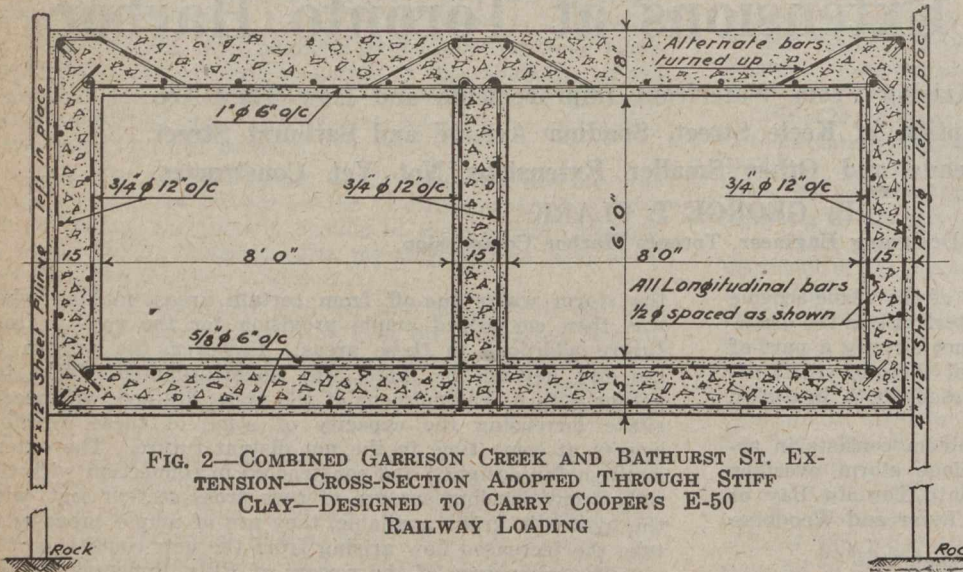 Alternate bars
turned up
1"φ 6" o/c
3/4"φ 12" o/c
3/4"φ 12" o/c
3/4"φ 12" o/c
6' 0"
15"
8' 0"
15"
8' 0"
15"
All Longitudinal bars
1/2 φ spaced as shown
5/8"φ 6" o/c
15"
4"x12" Sheet Piling left in place
4"x12" Sheet Piling left in place
FIG. 2—COMBINED GARRISON CREEK AND BATHURST ST. EX-
TENSION—CROSS-SECTION ADOPTED THROUGH STIFF
CLAY—DESIGNED TO CARRY COOPER'S E-50
RAILWAY LOADING
Rock
Roc